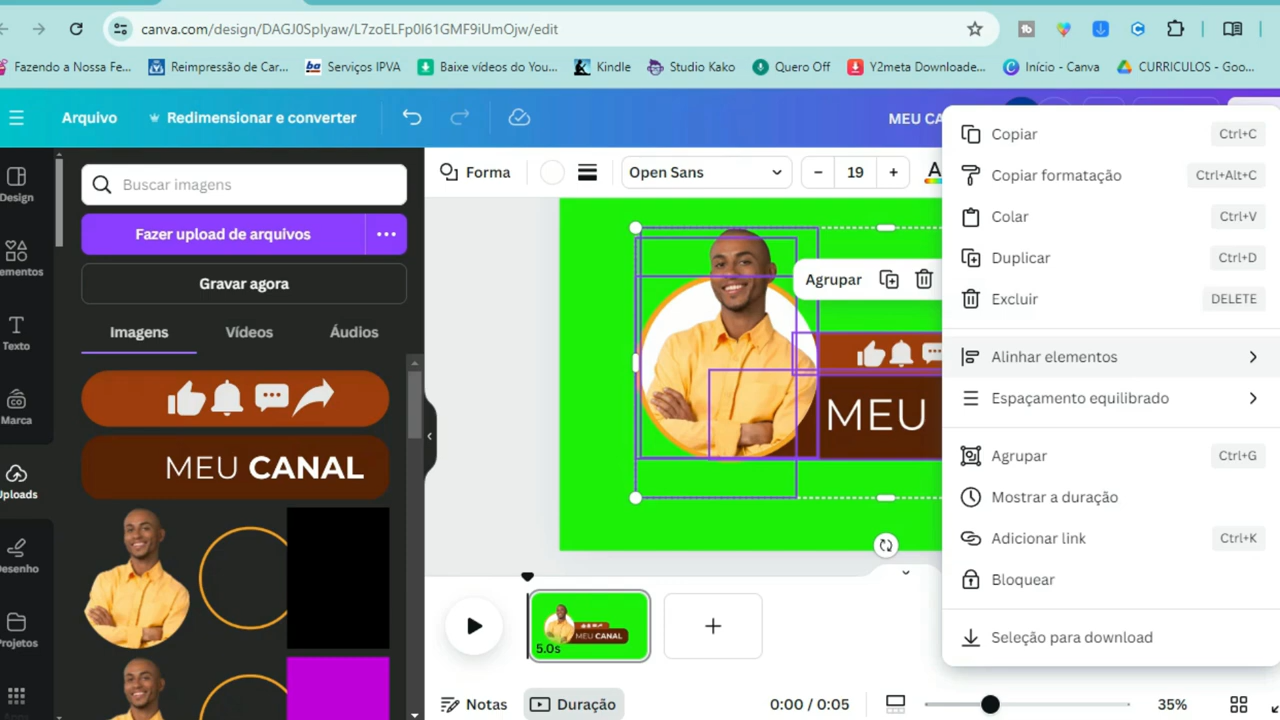 canva.com/design/DAGJ0Splyaw/L7zoELFp0I61GMF9iUmOjw/edit
Fazendo a Nossa Fe...
Reimpressão de Car...
Serviços IPVA
Baixe vídeos do You...
Kindle
Studio Kako
Quero Off
Y2meta Downloade...
Início - Canva
CURRICULOS - Goo...
Arquivo
Redimensionar e converter
MEU CA
Design
ementos
Texto
Marca
Uploads
Desenho
Projetos
Buscar imagens
Fazer upload de arquivos
Gravar agora
Imagens
Vídeos
Áudios
MEU CANAL
Forma
Open Sans
– 19 +
A
Agrupar
MEU
Copiar Ctrl+C
Copiar formatação Ctrl+Alt+C
Colar Ctrl+V
Duplicar Ctrl+D
Excluir DELETE
Alinhar elementos
Espaçamento equilibrado
Agrupar Ctrl+G
Mostrar a duração
Adicionar link Ctrl+K
Bloquear
Seleção para download
MEU CANAL
5.0s
Notas
Duração
0:00 / 0:05
35%